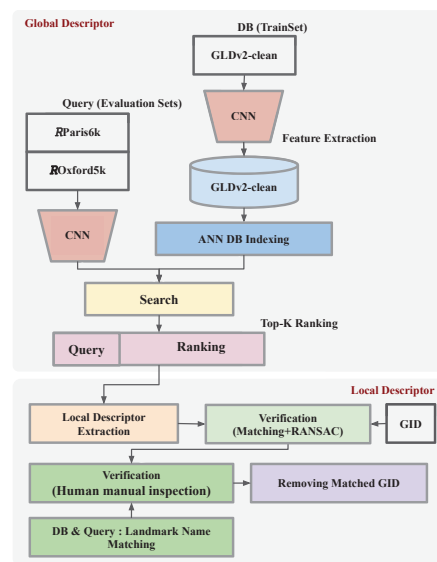 Global Descriptor
DB (TrainSet)
GLDv2-clean
Query (Evaluation Sets)
RParis6k
ROxford5k
CNN
Feature Extraction
GLDv2-clean
CNN
ANN DB Indexing
Search
Top-K Ranking
Query
Ranking
Local Descriptor
Local Descriptor
Extraction
Verification
(Matching+RANSAC)
GID
Verification
(Human manual inspection)
Removing Matched GID
DB & Query : Landmark Name
Matching